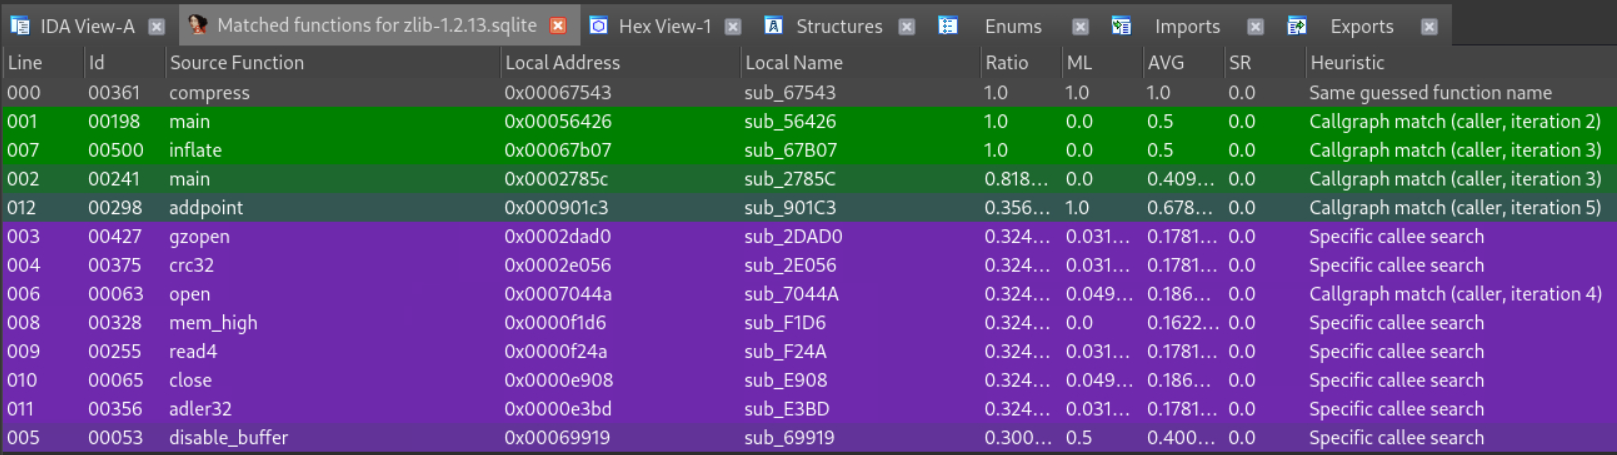 IDA View-A Matched functions for zlib-1.2.13.sqlite Hex View-1 Structures Enums Imports Exports
Line Id Source Function Local Address Local Name Ratio ML AVG SR Heuristic
000 00361 compress 0x00067543 sub_67543 1.0 1.0 1.0 0.0 Same guessed function name
001 00198 main 0x00056426 sub_56426 1.0 0.0 0.5 0.0 Callgraph match (caller, iteration 2)
007 00500 inflate 0x00067b07 sub_67B07 1.0 0.0 0.5 0.0 Callgraph match (caller, iteration 3)
002 00241 main 0x0002785c sub_2785C 0.818... 0.0 0.409... 0.0 Callgraph match (caller, iteration 3)
012 00298 addpoint 0x000901c3 sub_901C3 0.356... 1.0 0.678... 0.0 Callgraph match (caller, iteration 5)
003 00427 gzopen 0x0002dad0 sub_2DAD0 0.324... 0.031... 0.1781... 0.0 Specific callee search
004 00375 crc32 0x0002e056 sub_2E056 0.324... 0.031... 0.1781... 0.0 Specific callee search
006 00063 open 0x0007044a sub_7044A 0.324... 0.049... 0.186... 0.0 Callgraph match (caller, iteration 4)
008 00328 mem_high 0x0000f1d6 sub_F1D6 0.324... 0.0 0.1622... 0.0 Specific callee search
009 00255 read4 0x0000f24a sub_F24A 0.324... 0.031... 0.1781... 0.0 Specific callee search
010 00065 close 0x0000e908 sub_E908 0.324... 0.049... 0.186... 0.0 Specific callee search
011 00356 adler32 0x0000e3bd sub_E3BD 0.324... 0.031... 0.1781... 0.0 Specific callee search
005 00053 disable_buffer 0x00069919 sub_69919 0.300... 0.5 0.400... 0.0 Specific callee search